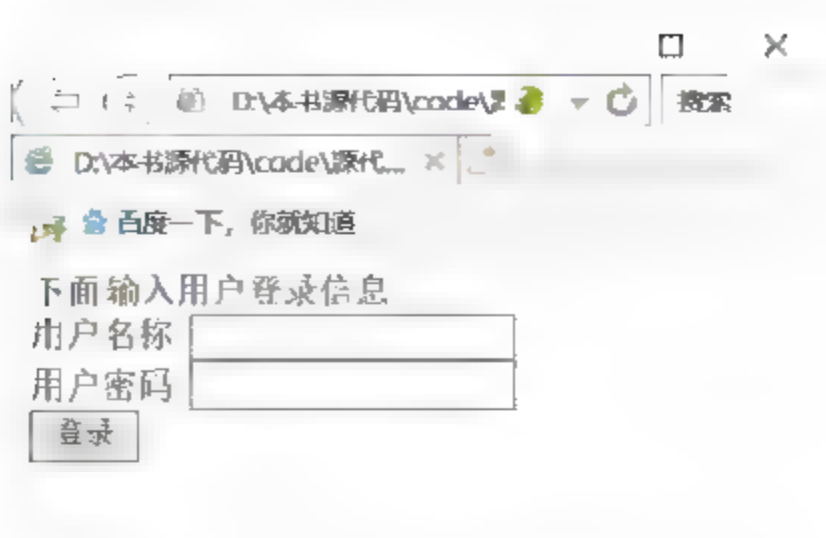 D:\本书源代码\code\ 搜索
D:\本书源代码\code\源代...
百度一下，你就知道
下面输入用户登录信息
用户名称
用户密码
登录